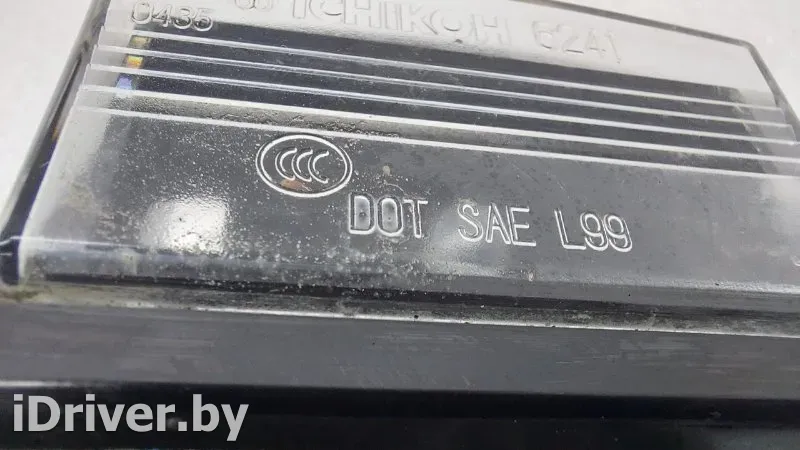 ICHIKOH 6241
0435
CCC
DOT SAE L99
iDriver.by